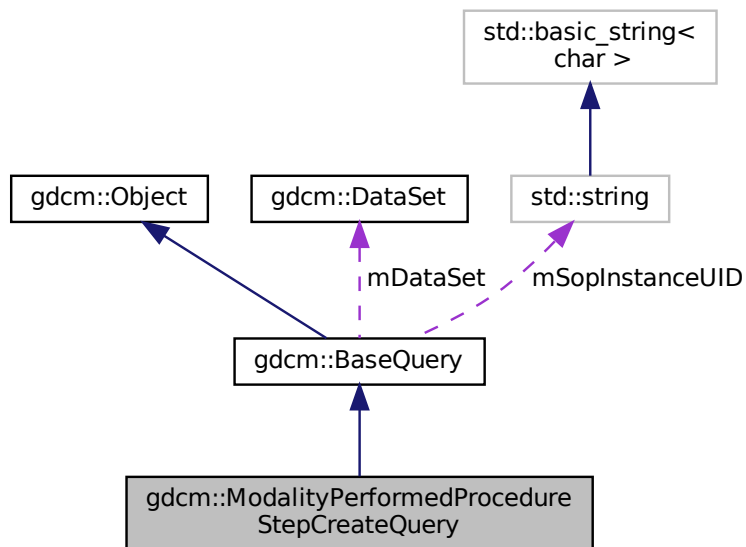 std::basic_string<
char >
gdcm::Object
gdcm::DataSet
std::string
mDataSet
mSopInstanceUID
gdcm::BaseQuery
gdcm::ModalityPerformedProcedure
StepCreateQuery